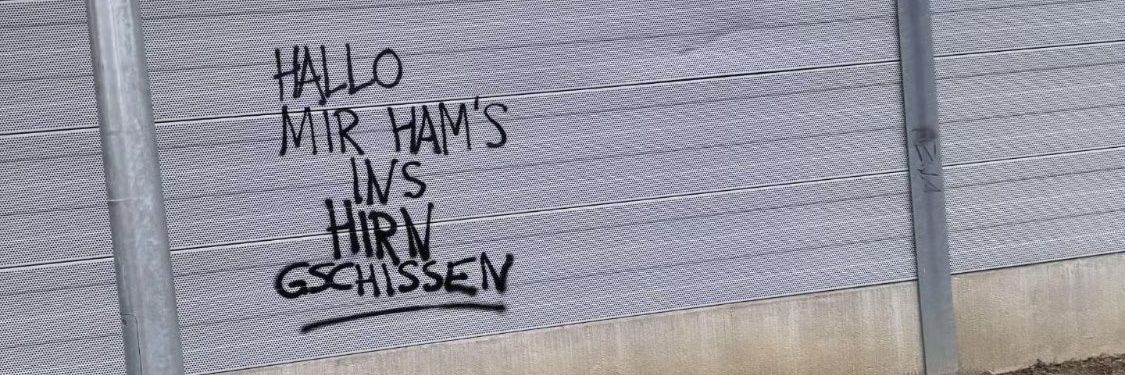 HALLO
MIR HAM'S
INS
HIRN
GSCHISSEN